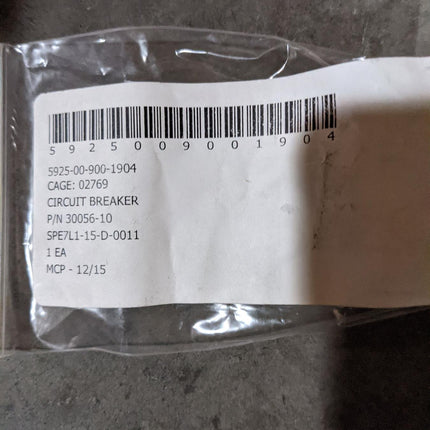 5925009001904
5925-00-900-1904
CAGE: 02769
CIRCUIT BREAKER
P/N 30056-10
SPE7L1-15-D-0011
1 EA
MCP - 12/15